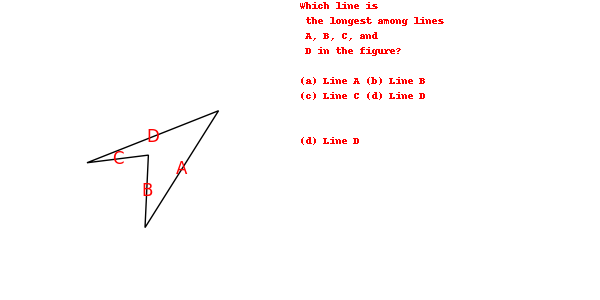 Which line is
the longest among lines
A, B, C, and
D in the figure?
(a) Line A (b) Line B
(c) Line C (d) Line D
(d) Line D
D
C
A
B